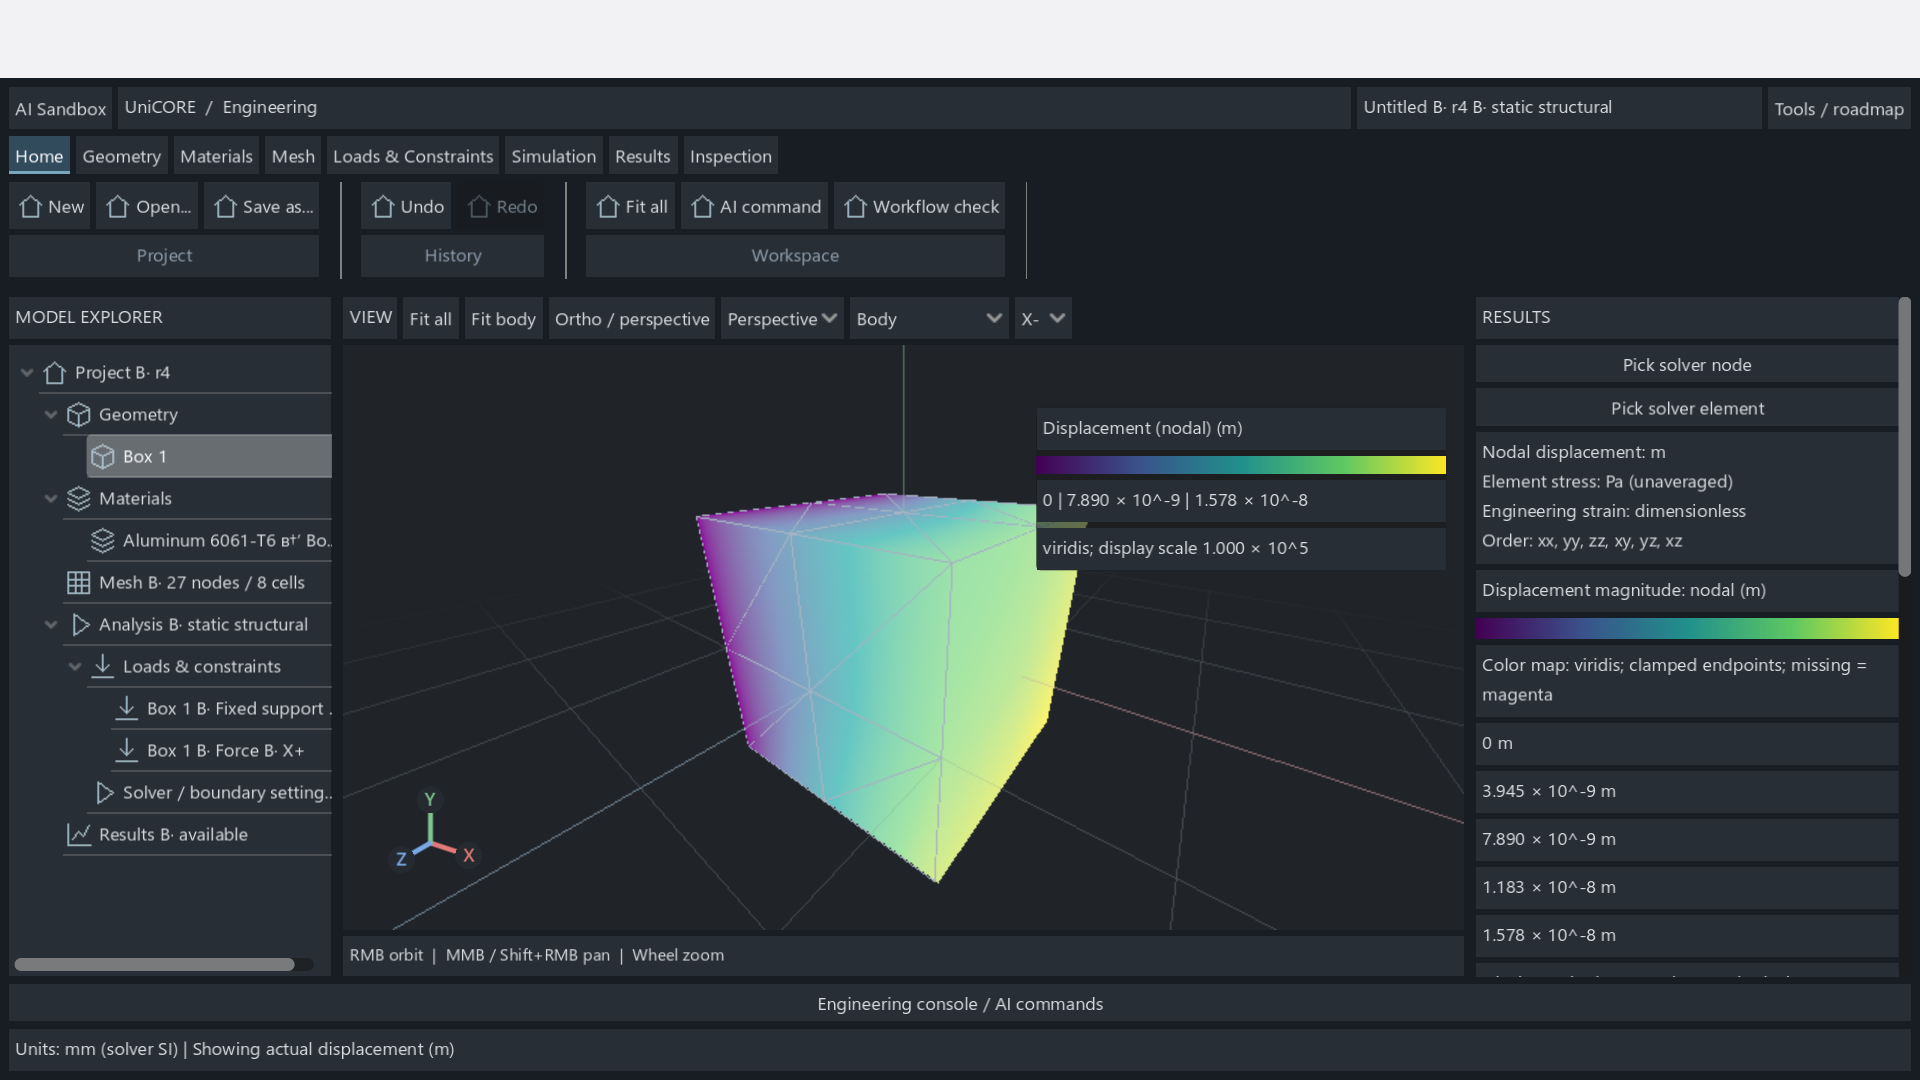 AI Sandbox
UniCORE / Engineering
Untitled В· r4 В· static structural
Tools / roadmap
Home
Geometry
Materials
Mesh
Loads & Constraints
Simulation
Results
Inspection
New
Open...
Save as...
Undo
Redo
Fit all
AI command
Workflow check
Project
History
Workspace
MODEL EXPLORER
Project В· r4
Geometry
Box 1
Materials
Aluminum 6061-T6 в†’ Bo..
Mesh В· 27 nodes / 8 cells
Analysis В· static structural
Loads & constraints
Box 1 В· Fixed support .
Box 1 В· Force В· X+
Solver / boundary setting..
Results В· available
VIEW
Fit all
Fit body
Ortho / perspective
Perspective
Body
X-
Displacement (nodal) (m)
0 | 7.890 × 10^-9 | 1.578 × 10^-8
viridis; display scale 1.000 × 10^5
Y
Z
X
RMB orbit | MMB / Shift+RMB pan | Wheel zoom
RESULTS
Pick solver node
Pick solver element
Nodal displacement: m
Element stress: Pa (unaveraged)
Engineering strain: dimensionless
Order: xx, yy, zz, xy, yz, xz
Displacement magnitude: nodal (m)
Color map: viridis; clamped endpoints; missing =
magenta
0 m
3.945 × 10^-9 m
7.890 × 10^-9 m
1.183 × 10^-8 m
1.578 × 10^-8 m
Engineering console / AI commands
Units: mm (solver SI) | Showing actual displacement (m)